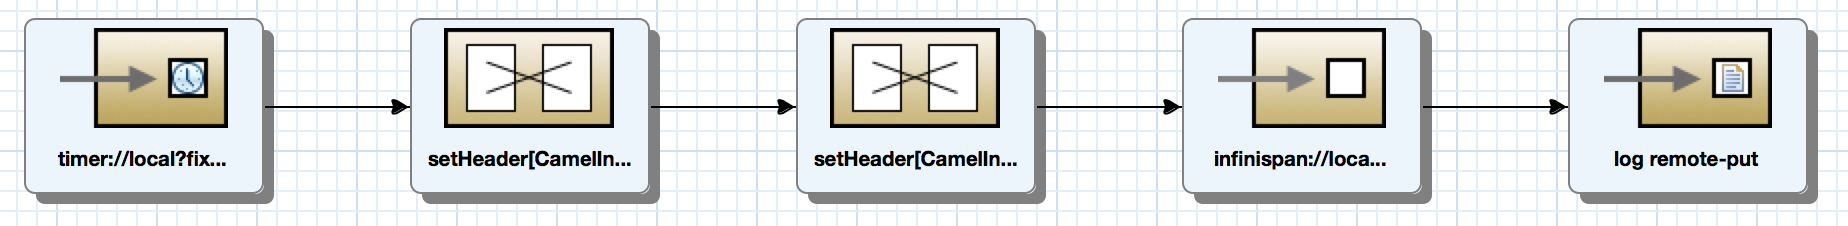 timer://local?fix...
setHeader[CamelIn...
setHeader[CamelIn...
infinispan://loca...
log remote-put